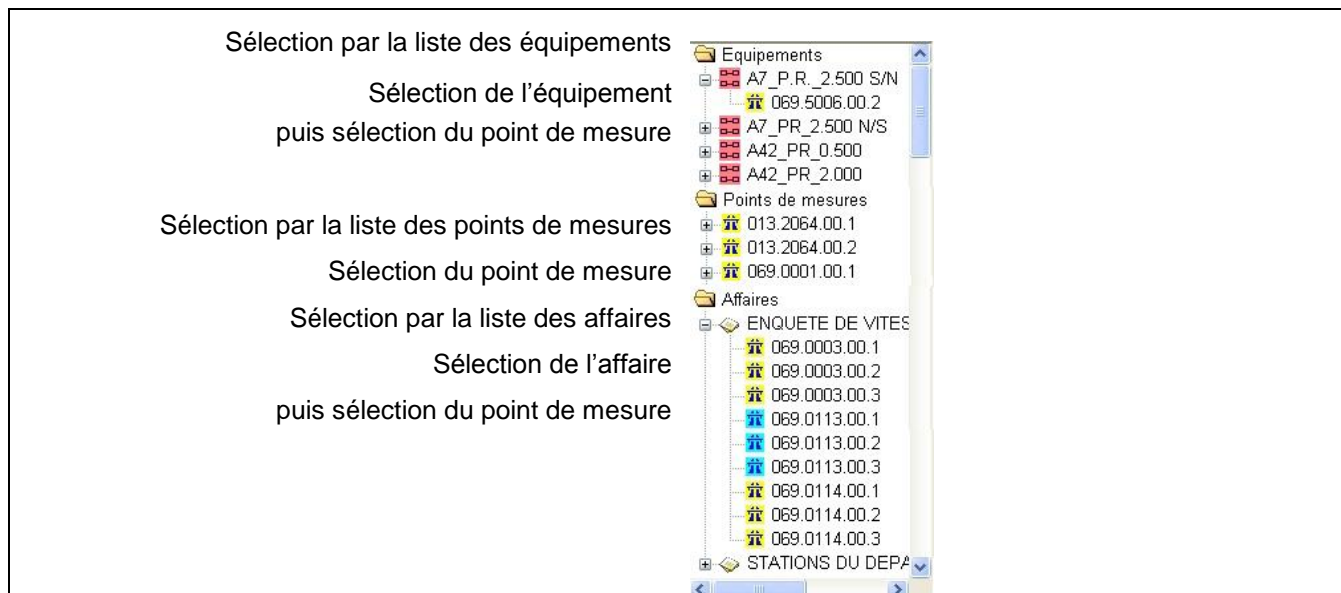 Sélection par la liste des équipements
Sélection de l’équipement
puis sélection du point de mesure
Sélection par la liste des points de mesures
Sélection du point de mesure
Sélection par la liste des affaires
Sélection de l’affaire
puis sélection du point de mesure
Equipements
A7_P.R._2.500 S/N
069.5006.00.2
A7_PR_2.500 N/S
A42_PR_0.500
A42_PR_2.000
Points de mesures
013.2064.00.1
013.2064.00.2
069.0001.00.1
Affaires
ENQUETE DE VITES
069.0003.00.1
069.0003.00.2
069.0003.00.3
069.0113.00.1
069.0113.00.2
069.0113.00.3
069.0114.00.1
069.0114.00.2
069.0114.00.3
STATIONS DU DEPA